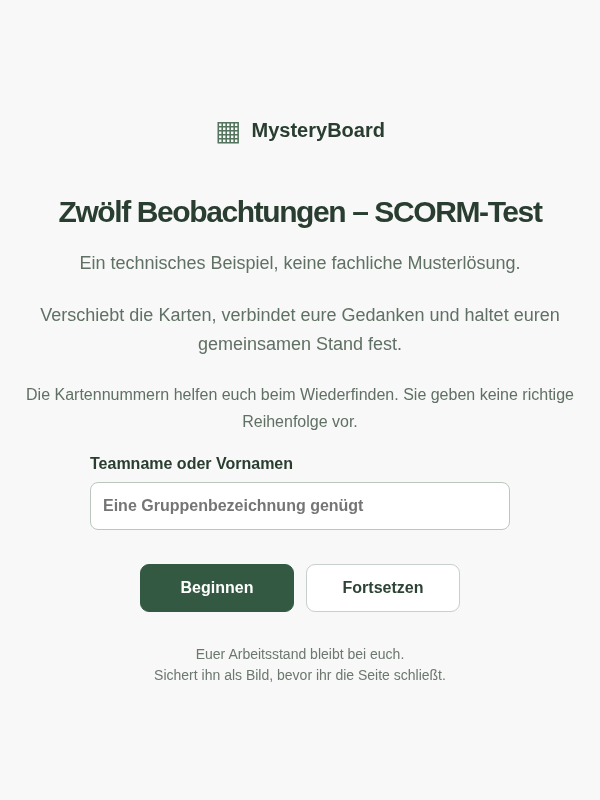 MysteryBoard
Zwölf Beobachtungen – SCORM-Test
Ein technisches Beispiel, keine fachliche Musterlösung.
Verschiebt die Karten, verbindet eure Gedanken und haltet euren
gemeinsamen Stand fest.
Die Kartennummern helfen euch beim Wiederfinden. Sie geben keine richtige
Reihenfolge vor.
Teamname oder Vornamen
Eine Gruppenbezeichnung genügt
Beginnen
Fortsetzen
Euer Arbeitsstand bleibt bei euch.
Sichert ihn als Bild, bevor ihr die Seite schließt.